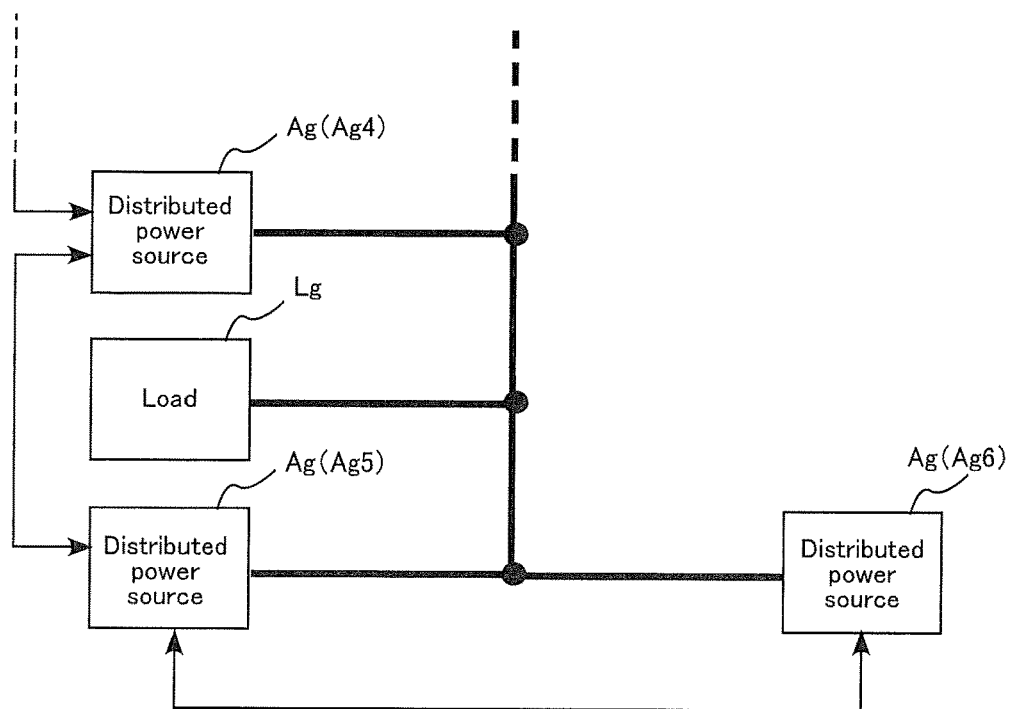 Ag(Ag4)
Distributed
power
source
Lg
Load
Ag(Ag5)
Distributed
power
source
Ag(Ag6)
Distributed
power
source